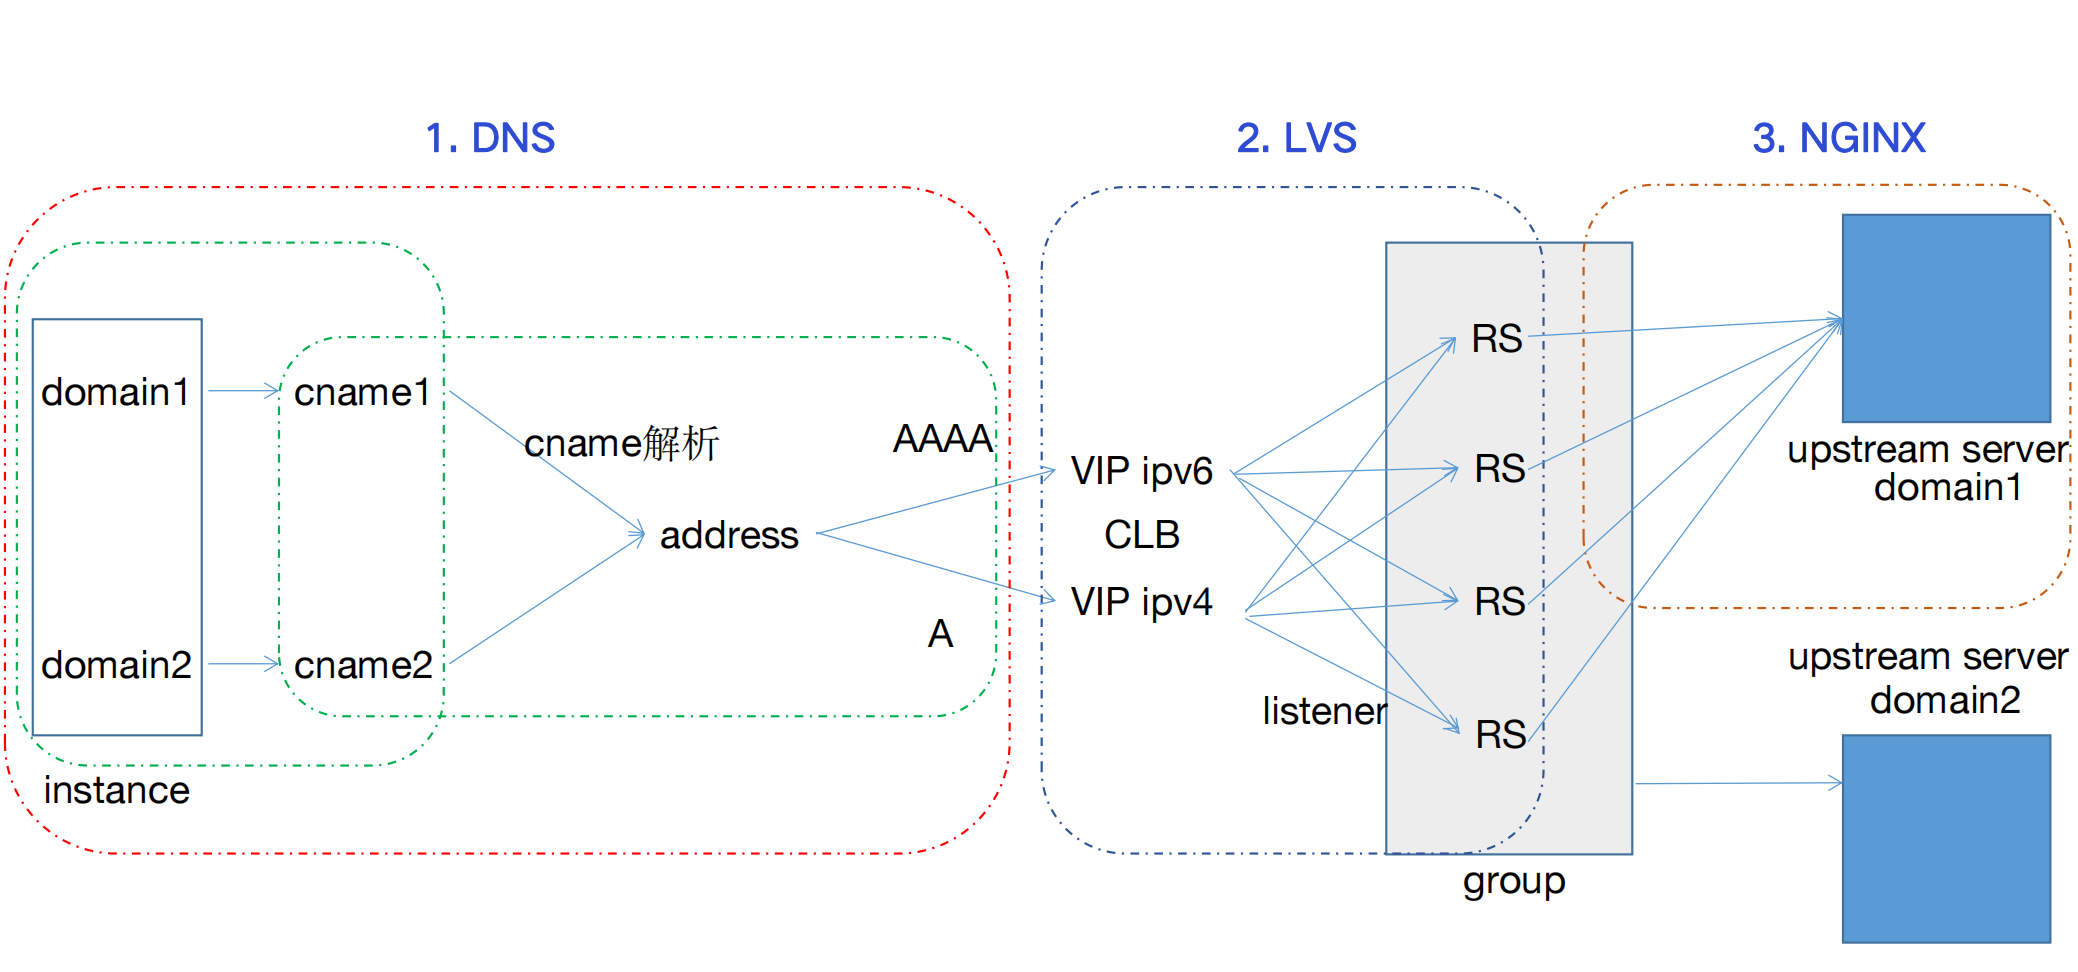 1. DNS
2. LVS
3. NGINX
domain1
cname1
cname解析
AAAA
address
A
domain2
cname2
instance
VIP ipv6
CLB
VIP ipv4
listener
RS
RS
RS
RS
group
upstream server
domain1
upstream server
domain2